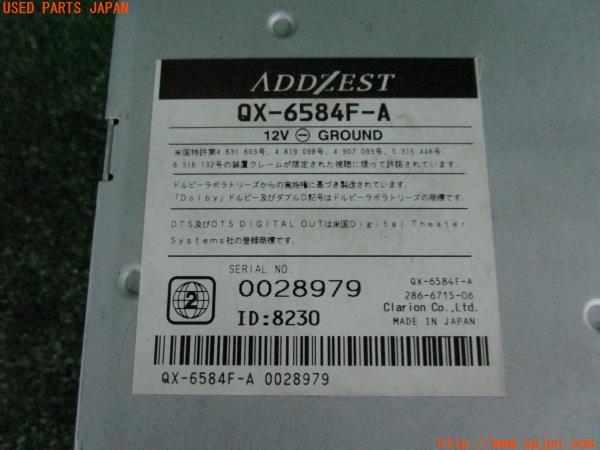 USED PARTS JAPAN
ADDZEST
QX-6584F-A
12V ⊖ GROUND
米国特許第4.631.603号、4.819.098号、4.907.093号、5.315.448号、
6.516.132号の装置クレームが限定された視聴に限って許諾されています。
ドルビーラボラトリーズからの実施権に基づき製造されています。
「Dolby」ドルビー及びダブルD記号はドルビーラボラトリーズの商標です。
DTS及びDTS DIGITAL OUTは米国Digital Theater
Systems社の登録商標です。
SERIAL NO.
2
0028979
ID:8230
QX-6584F-A
286-6715-06
Clarion Co.,Ltd.
MADE IN JAPAN
QX-6584F-A 0028979
http://www.upjpn.com/